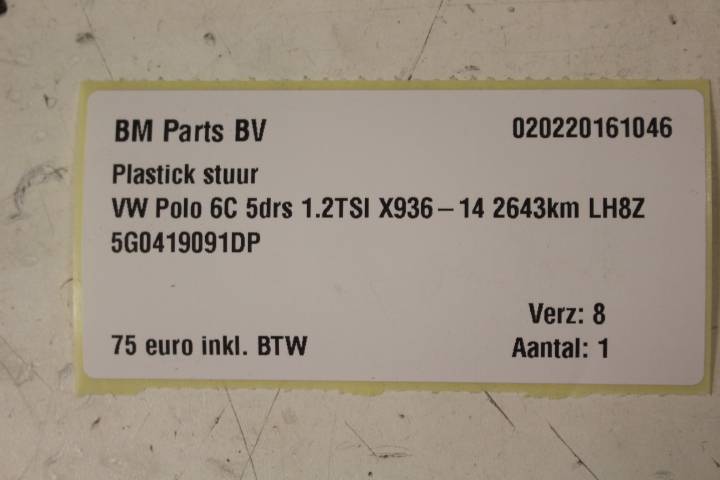 BM Parts BV 020220161046
Plastick stuur
VW Polo 6C 5drs 1.2TSI X936–14 2643km LH8Z
5G0419091DP
Verz: 8
75 euro inkl. BTW Aantal: 1